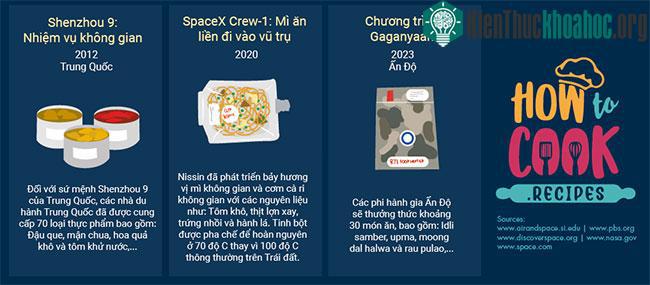 Shenzhou 9:
Nhiệm vụ không gian
2012
Trung Quốc
Đối với sứ mệnh Shenzhou 9
của Trung Quốc, các nhà du
hành Trung Quốc đã được cung
cấp 70 loại thực phẩm bao gồm:
Đậu que, mận chua, hoa quả
khô và tôm khử nước,...
SpaceX Crew-1: Mì ăn
liền đi vào vũ trụ
2020
Nissin đã phát triển bảy hương
vị mì không gian và cơm cà ri
không gian với các nguyên liệu
như: Tôm khô, thịt lợn xay,
trứng nhồi và hành lá. Tinh bột
được pha chế để hoàn nguyên
ở 70 độ C thay vì 100 độ C
thông thường trên Trái đất.
Chương trì
Gaganyaan
2023
Ấn Độ
Các phi hành gia Ấn Độ
sẽ thưởng thức khoảng
30 món ăn, bao gồm: Idli
samber, upma, moong
dal halwa và rau pulao,...
KienThuckhoahoc.org
HOW to
COOK
.RECIPES
Sources:
www.airandspace.si.edu | www.pbs.org
www.discoverspace.org | www.nasa.gov
www.space.com